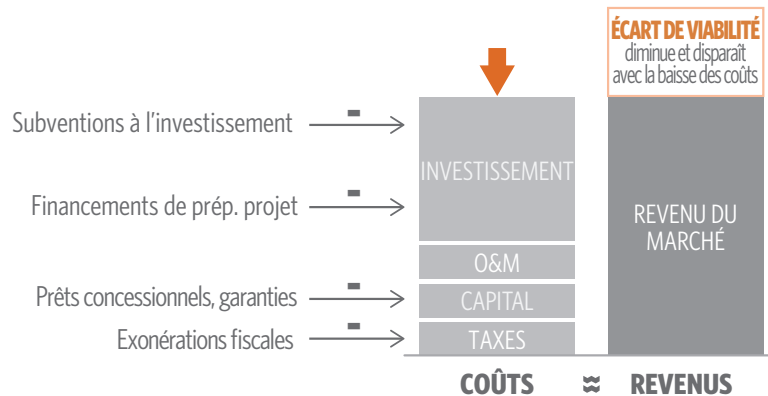 ÉCART DE VIABILITÉ
diminue et disparaît
avec la baisse des coûts
Subventions à l'investissement
-
Financements de prép. projet
-
Prêts concessionnels, garanties
-
Exonérations fiscales
-
INVESTISSEMENT
O&M
CAPITAL
TAXES
REVENU DU
MARCHÉ
COÛTS ≈ REVENUS